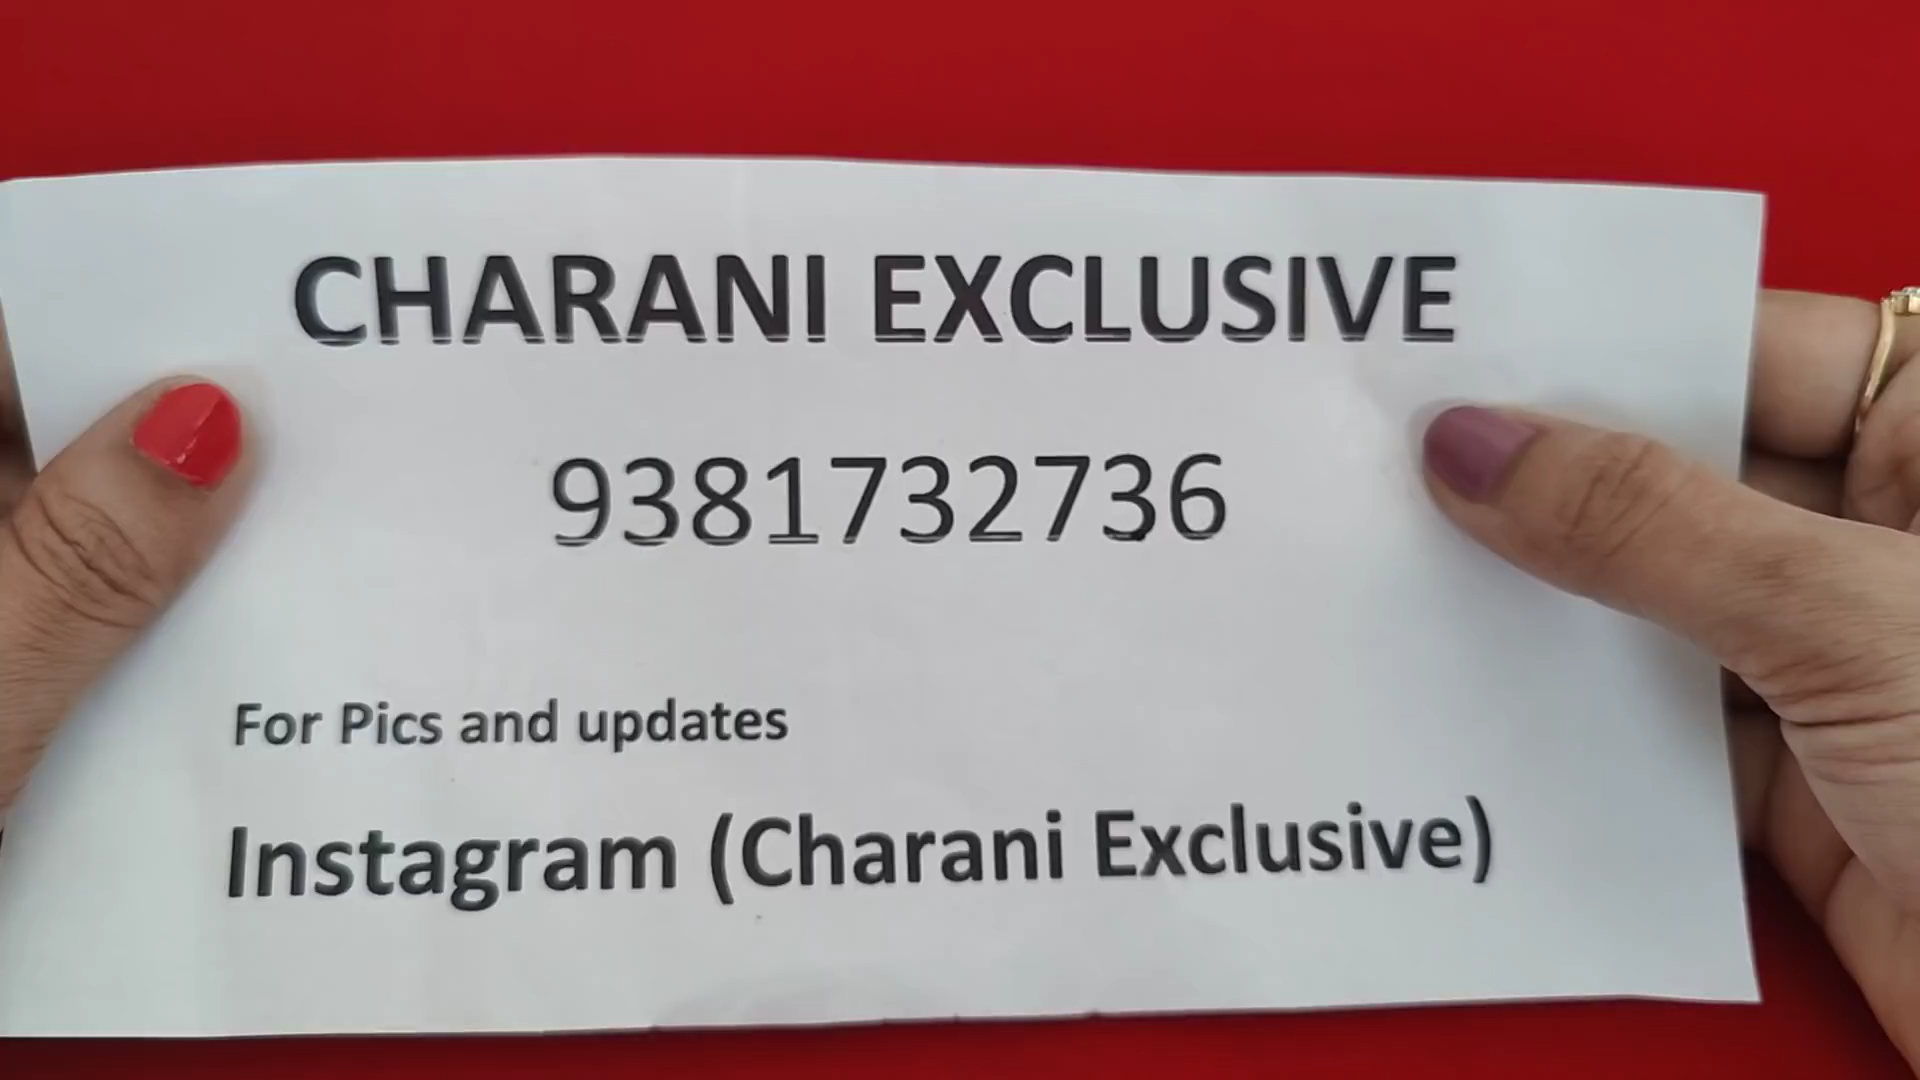 CHARANI EXCLUSIVE
9381732736
For Pics and updates
Instagram (Charani Exclusive)